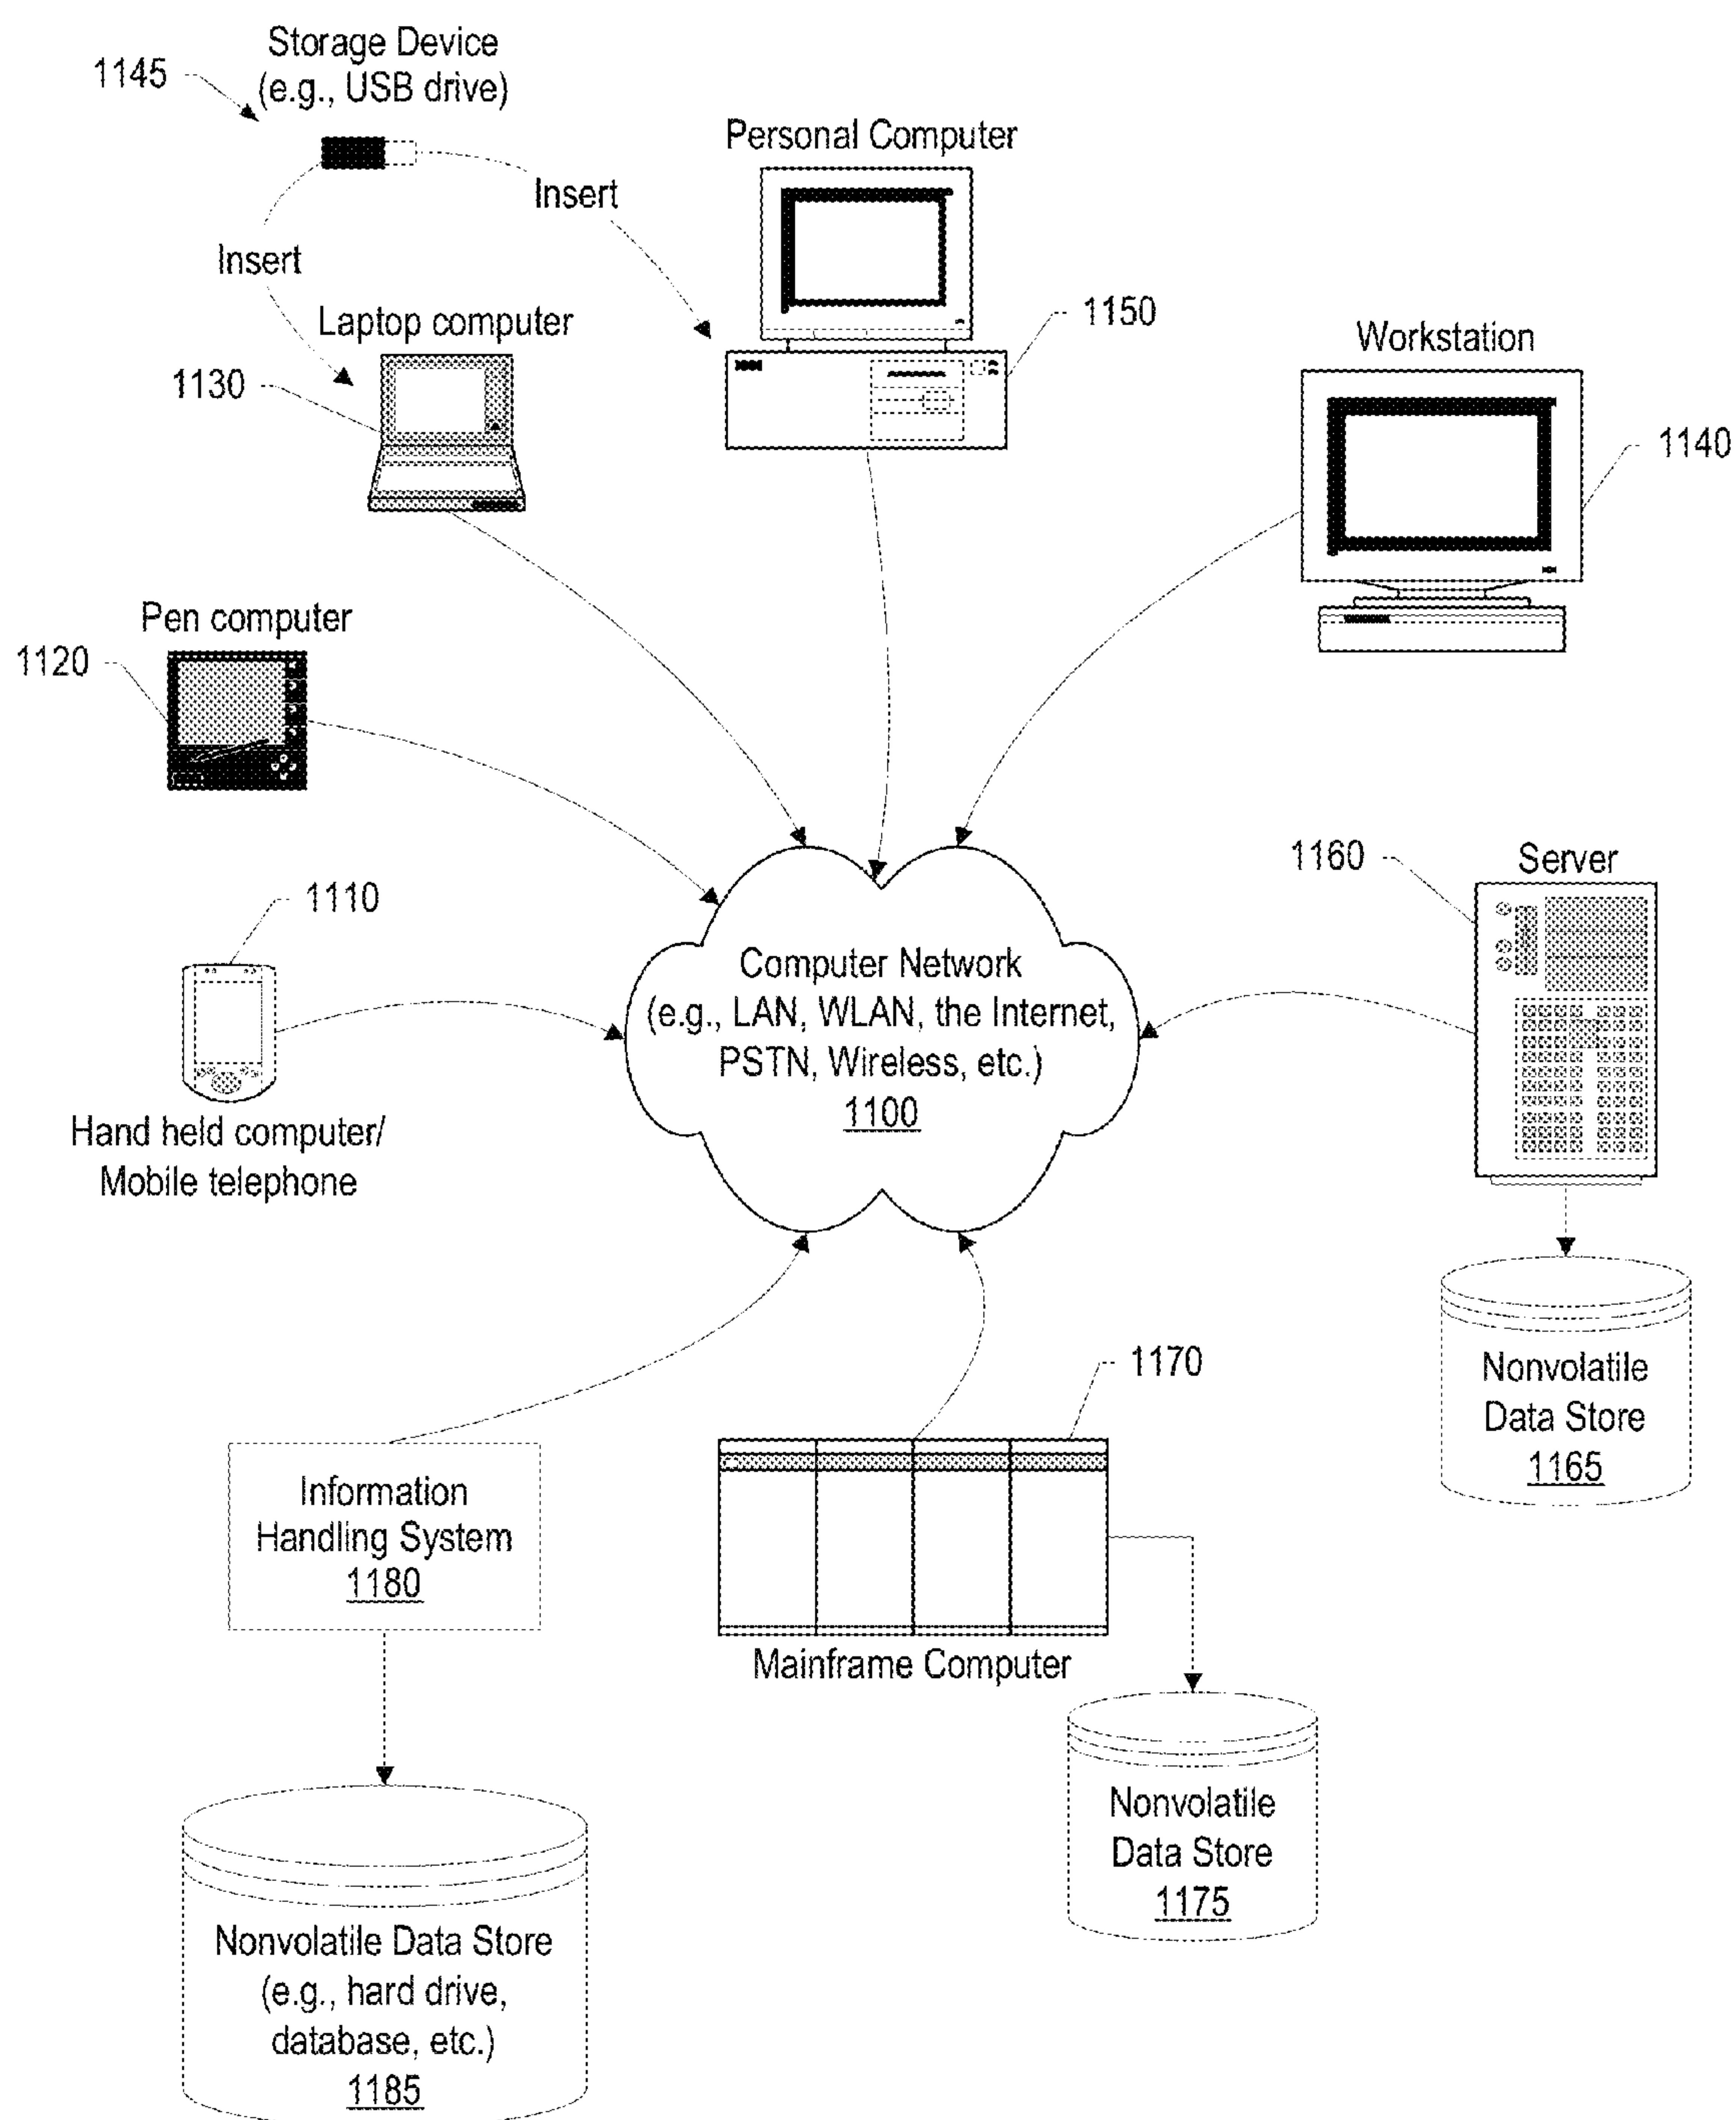 Storage Device
(e.g., USB drive)
1145
Personal Computer
Insert
Insert
Laptop computer
1130
1150
Workstation
1140
Pen computer
1120
1110
Hand held computer/
Mobile telephone
Computer Network
(e.g., LAN, WLAN, the Internet,
PSTN, Wireless, etc.)
1100
1160
Server
Nonvolatile
Data Store
1165
1170
Mainframe Computer
Information
Handling System
1180
Nonvolatile
Data Store
1175
Nonvolatile Data Store
(e.g., hard drive,
database, etc.)
1185